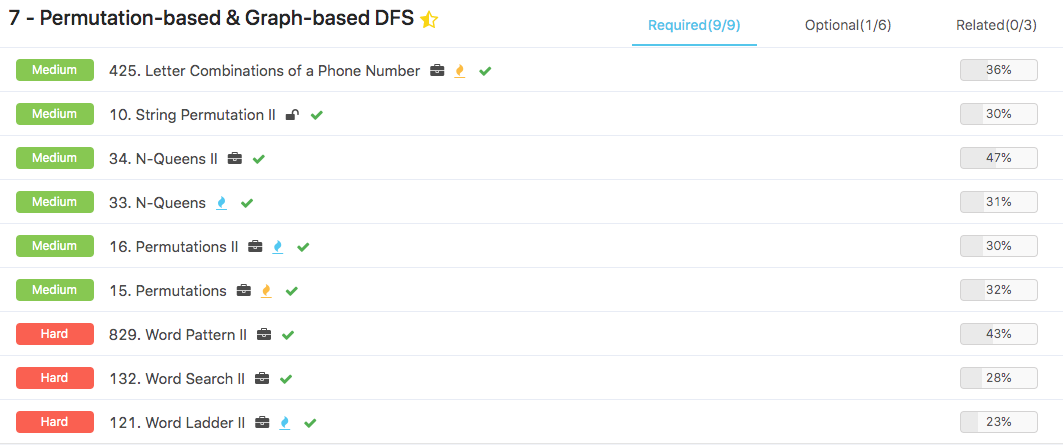 7 - Permutation-based & Graph-based DFS Required(9/9) Optional(1/6) Related(0/3)
Medium 425. Letter Combinations of a Phone Number 36%
Medium 10. String Permutation II 30%
Medium 34. N-Queens II 47%
Medium 33. N-Queens 31%
Medium 16. Permutations II 30%
Medium 15. Permutations 32%
Hard 829. Word Pattern II 43%
Hard 132. Word Search II 28%
Hard 121. Word Ladder II 23%